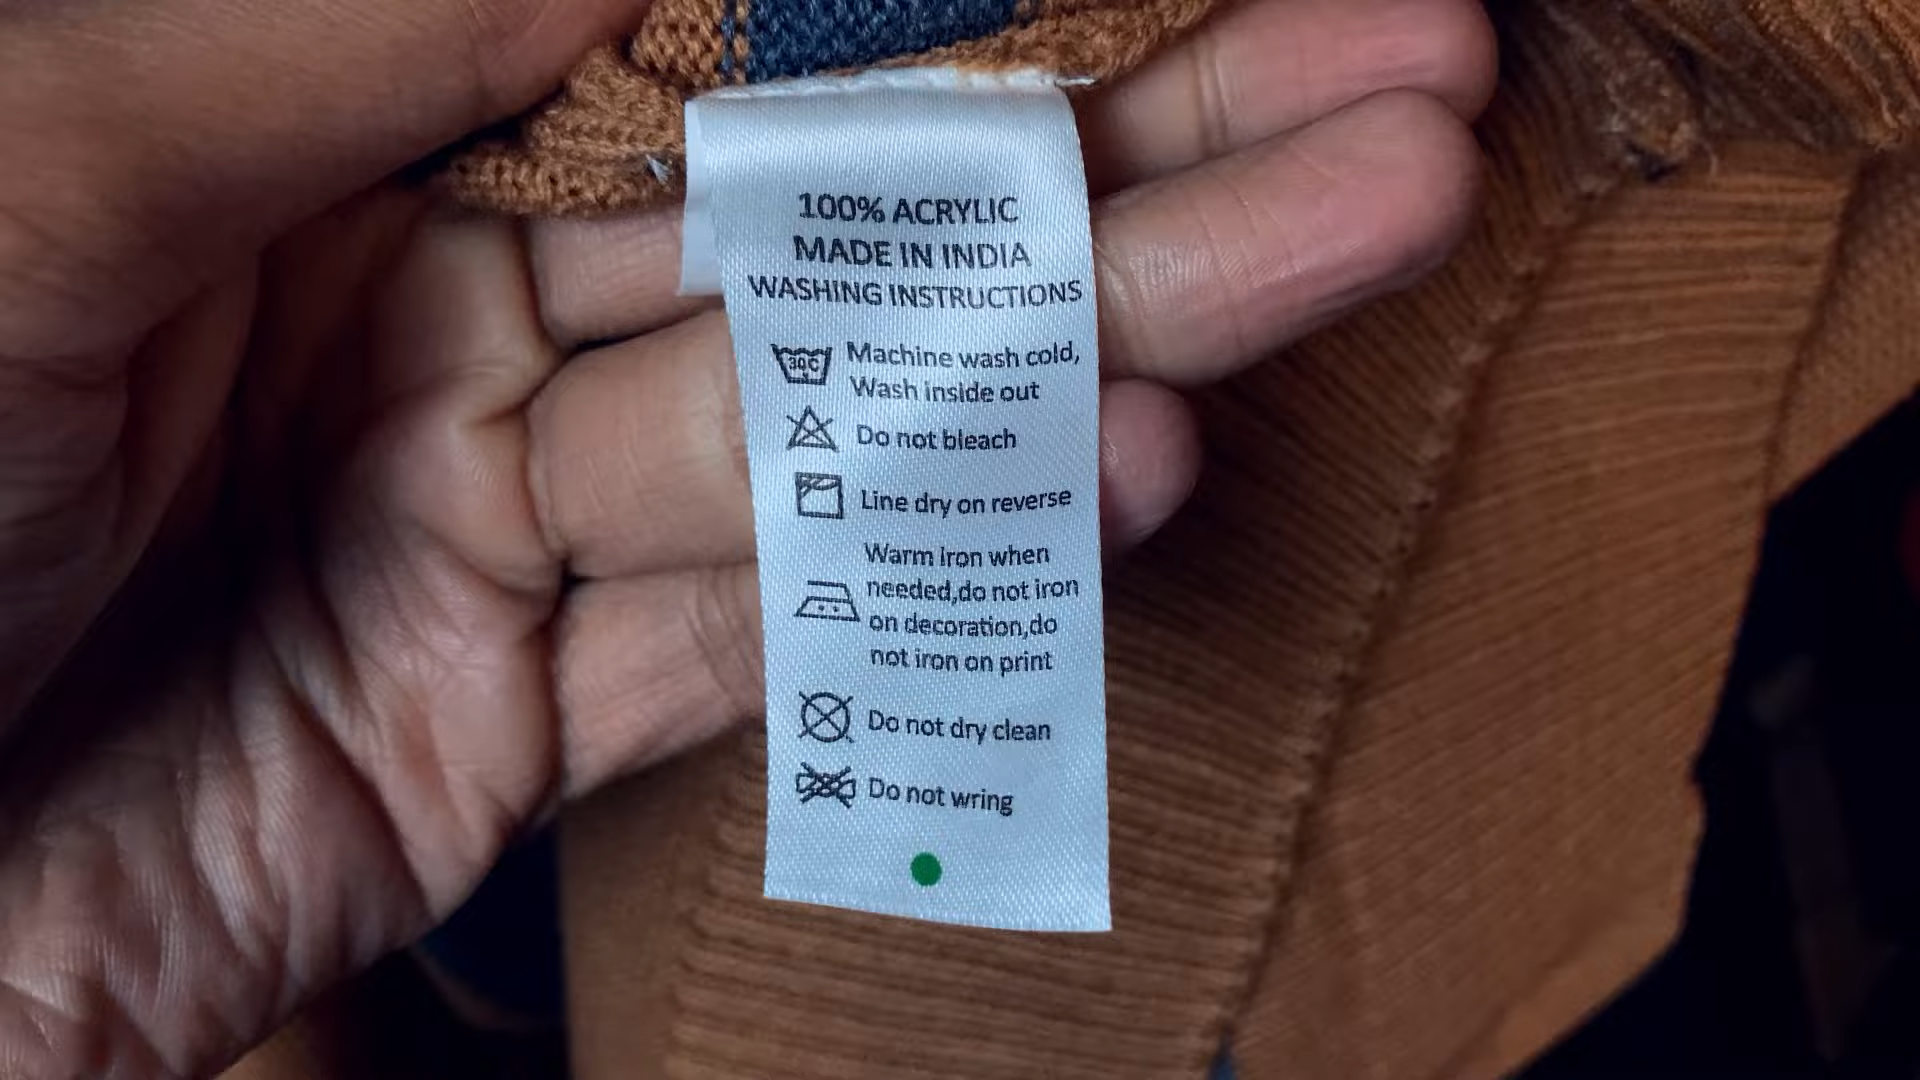 100% ACRYLIC
MADE IN INDIA
WASHING INSTRUCTIONS
30C
Machine wash cold,
Wash inside out
Do not bleach
Line dry on reverse
Warm iron when
needed,do not iron
on decoration,do
not iron on print
Do not dry clean
Do not wring